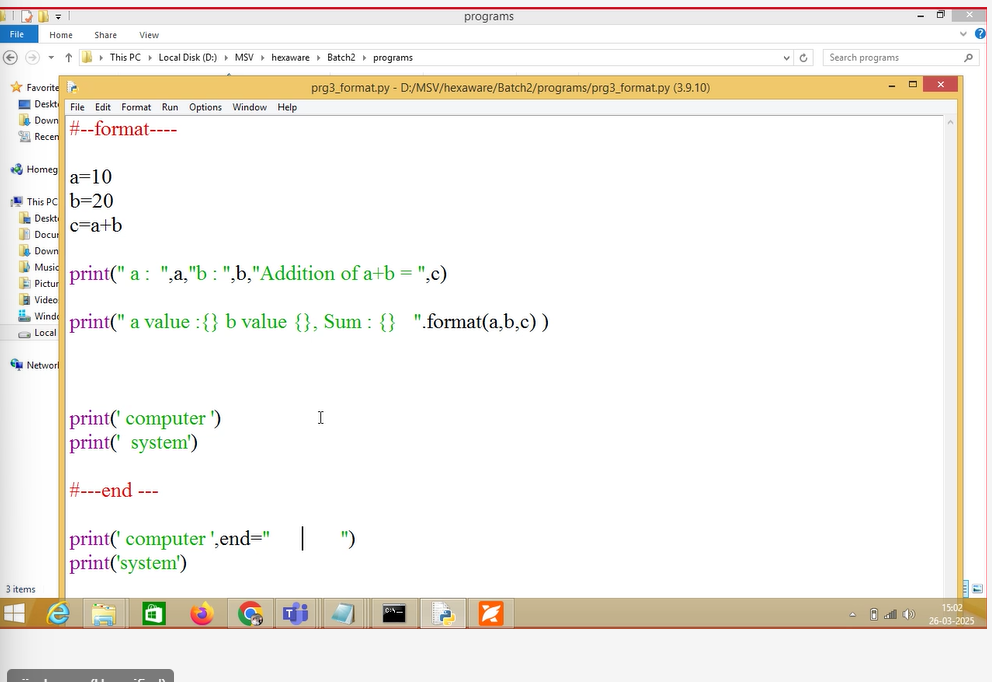 programs
File Home Share View
This PC Local Disk (D:) MSV hexaware Batch2 programs
Search programs
Favorite
Deskt
Down
Recen
Homeg
This PC
Deskt
Docur
Down
Music
Pictur
Video
Windo
Local
Networ
prg3_format.py - D:/MSV/hexaware/Batch2/programs/prg3_format.py (3.9.10)
File Edit Format Run Options Window Help
#--format----
a=10
b=20
c=a+b
print(" a :  ",a,"b : ",b,"Addition of a+b = ",c)
print(" a value :{} b value {}, Sum : {}   ".format(a,b,c) )
print(' computer ')
print('  system')
#---end ---
print(' computer ',end="              ")
print('system')
3 items
15:02
26-03-2025